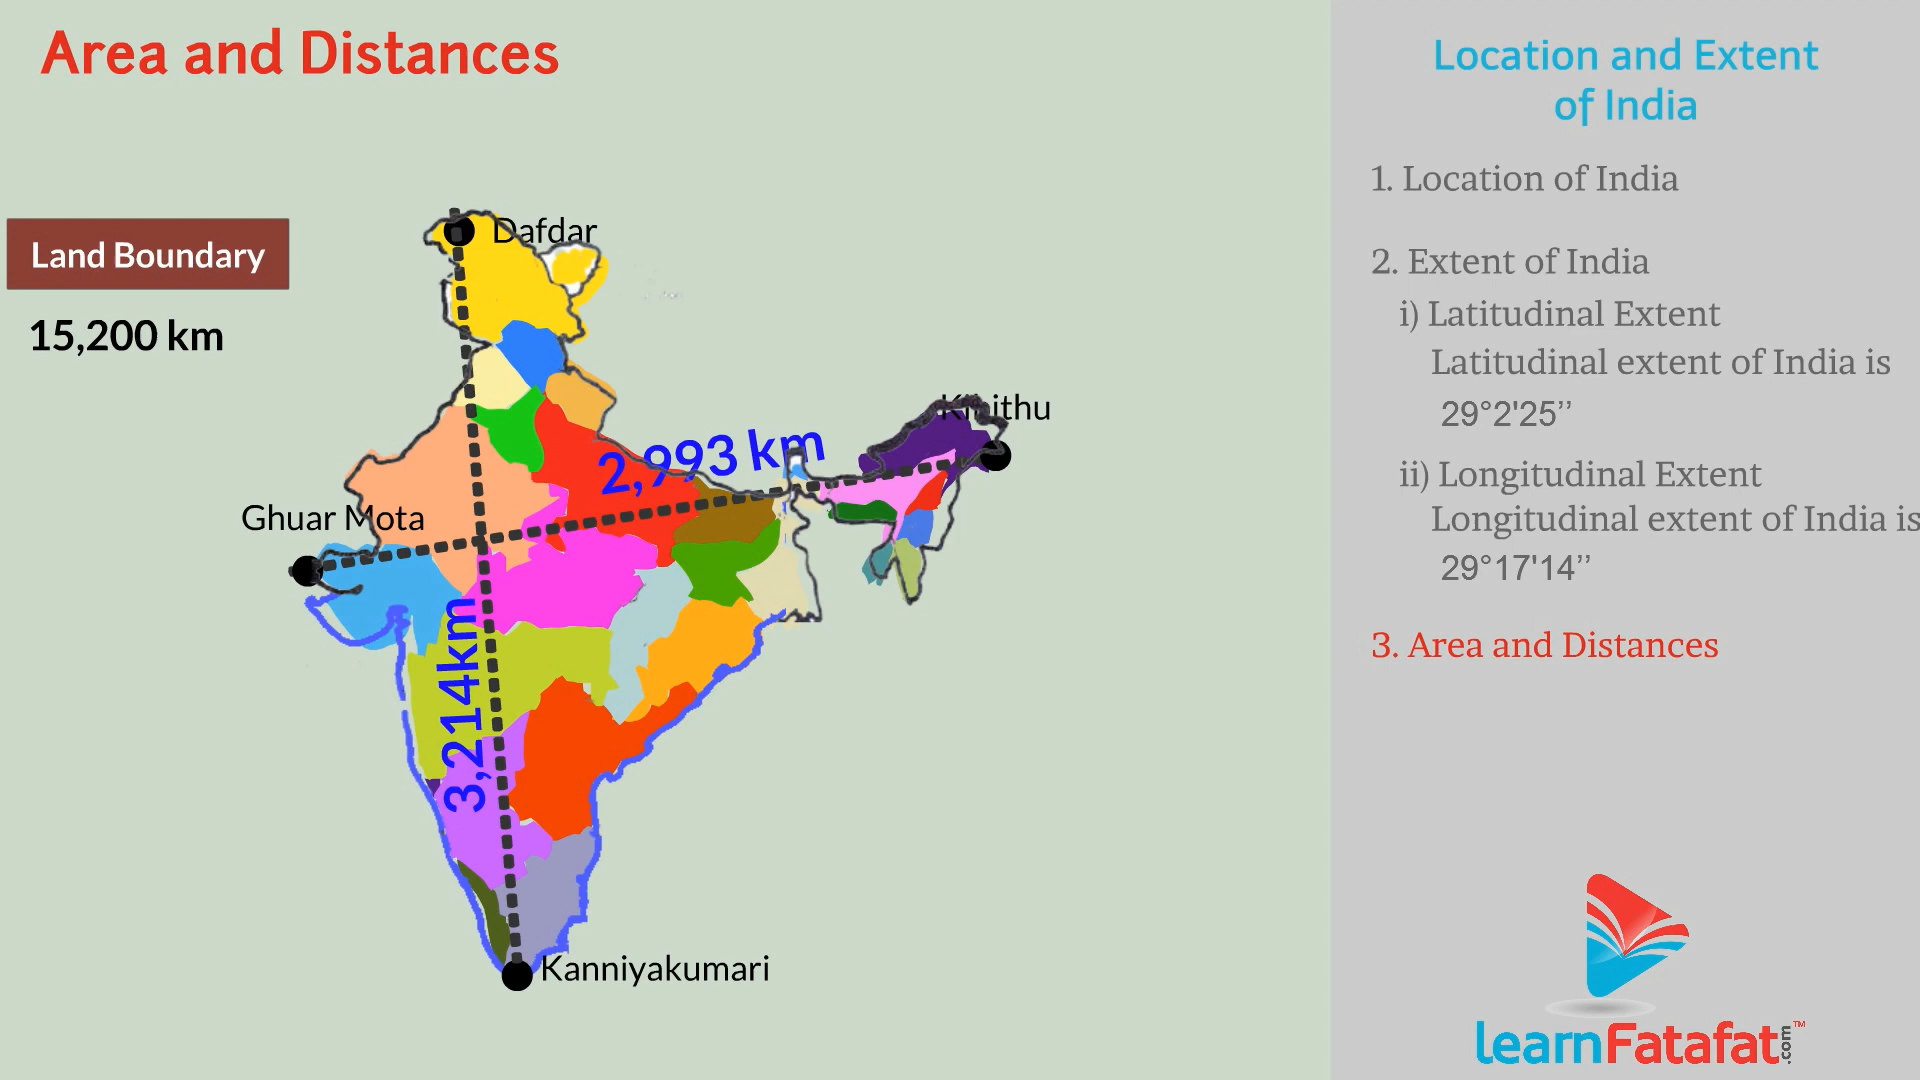 Area and Distances
Land Boundary
15,200 km
Dafdar
Kibithu
2,993 km
Ghuar Mota
3,214km
Kanniyakumari
Location and Extent
of India
1. Location of India
2. Extent of India
i) Latitudinal Extent
Latitudinal extent of India is
29°2'25’’
ii) Longitudinal Extent
Longitudinal extent of India is
29°17'14’’
3. Area and Distances
learnFatafat.com™